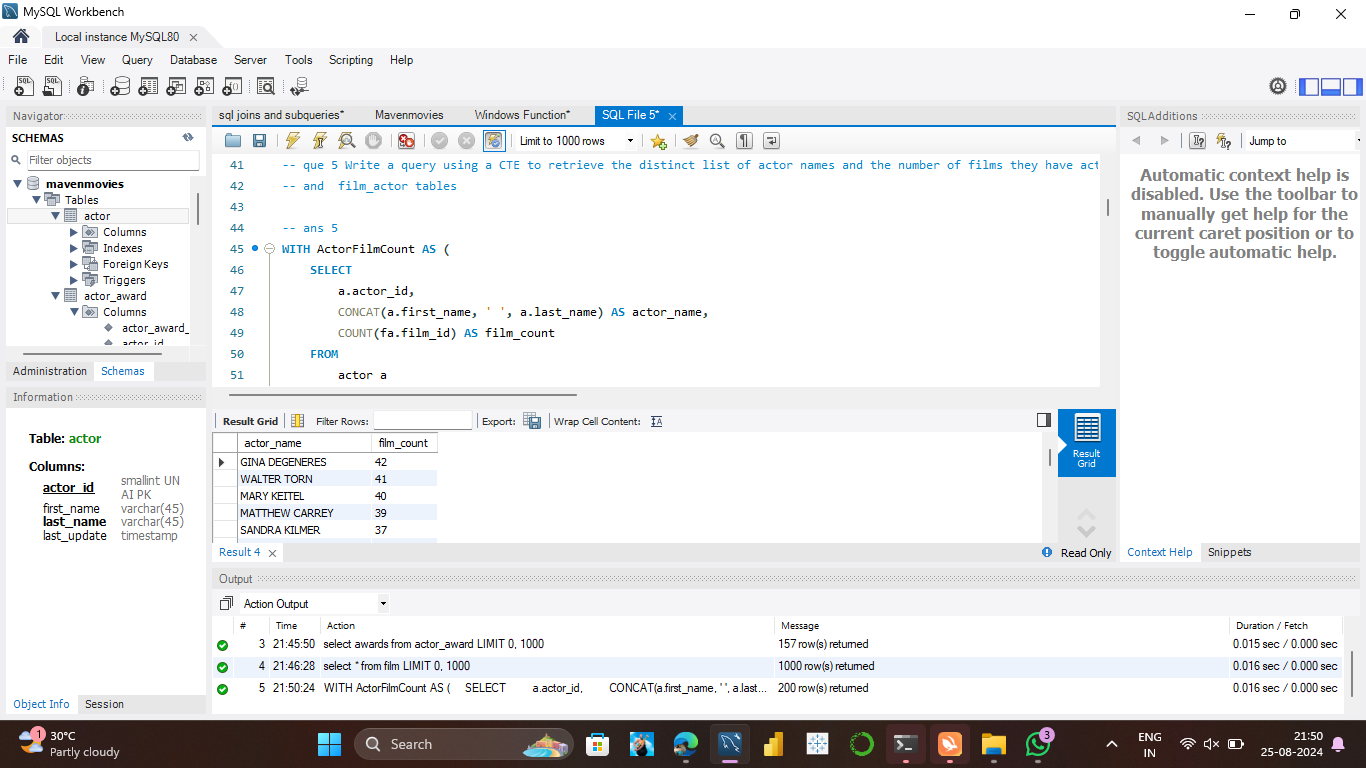 MySQL Workbench
Local instance MySQL80
File Edit View Query Database Server Tools Scripting Help
Navigator
SCHEMAS
Filter objects
mavenmovies
Tables
actor
Columns
Indexes
Foreign Keys
Triggers
actor_award
Columns
actor_award_
actor_id
Administration Schemas
Information
Table: actor
Columns:
actor_id smallint UN
AI PK
first_name varchar(45)
last_name varchar(45)
last_update timestamp
Object Info Session
sql joins and subqueries* Mavenmovies Windows Function* SQL File 5*
Limit to 1000 rows
41 -- que 5 Write a query using a CTE to retrieve the distinct list of actor names and the number of films they have act
42 -- and  film_actor tables
43
44 -- ans 5
45 WITH ActorFilmCount AS (
46 SELECT
47 a.actor_id,
48 CONCAT(a.first_name, ' ', a.last_name) AS actor_name,
49 COUNT(fa.film_id) AS film_count
50 FROM
51 actor a
Result Grid Filter Rows: Export: Wrap Cell Content:
actor_name film_count
GINA DEGENERES 42
WALTER TORN 41
MARY KEITEL 40
MATTHEW CARREY 39
SANDRA KILMER 37
Result
Grid
Result 4
Read Only
SQLAdditions
Jump to
Automatic context help is
disabled. Use the toolbar to
manually get help for the
current caret position or to
toggle automatic help.
Context Help Snippets
Output
Action Output
# Time Action Message Duration / Fetch
3 21:45:50 select awards from actor_award LIMIT 0, 1000 157 row(s) returned 0.015 sec / 0.000 sec
4 21:46:28 select * from film LIMIT 0, 1000 1000 row(s) returned 0.016 sec / 0.000 sec
5 21:50:24 WITH ActorFilmCount AS ( SELECT a.actor_id, CONCAT(a.first_name, ' ', a.last... 200 row(s) returned 0.016 sec / 0.000 sec
1
30°C
Partly cloudy
Search
3
ENG
IN
21:50
25-08-2024